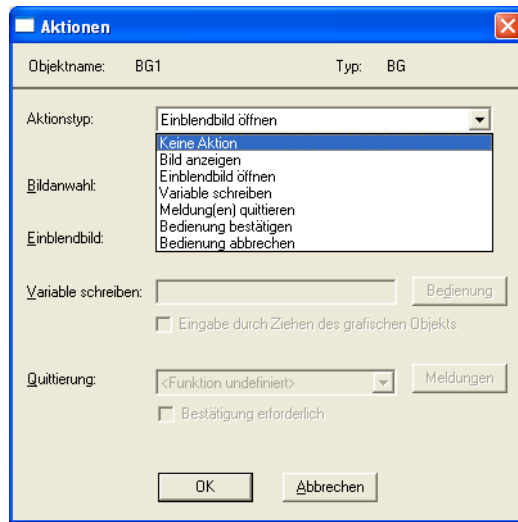 Aktionen
Objektname: BG1 Typ: BG
Aktionstyp: Einblendbild öffnen
Keine Aktion
Bild anzeigen
Einblendbild öffnen
Variable schreiben
Meldung(en) quittieren
Bedienung bestätigen
Bedienung abbrechen
Bildanwahl:
Einblendbild:
Variable schreiben: Bedienung
Eingabe durch Ziehen des grafischen Objekts
Quittierung: <Funktion undefiniert> Meldungen
Bestätigung erforderlich
OK Abbrechen